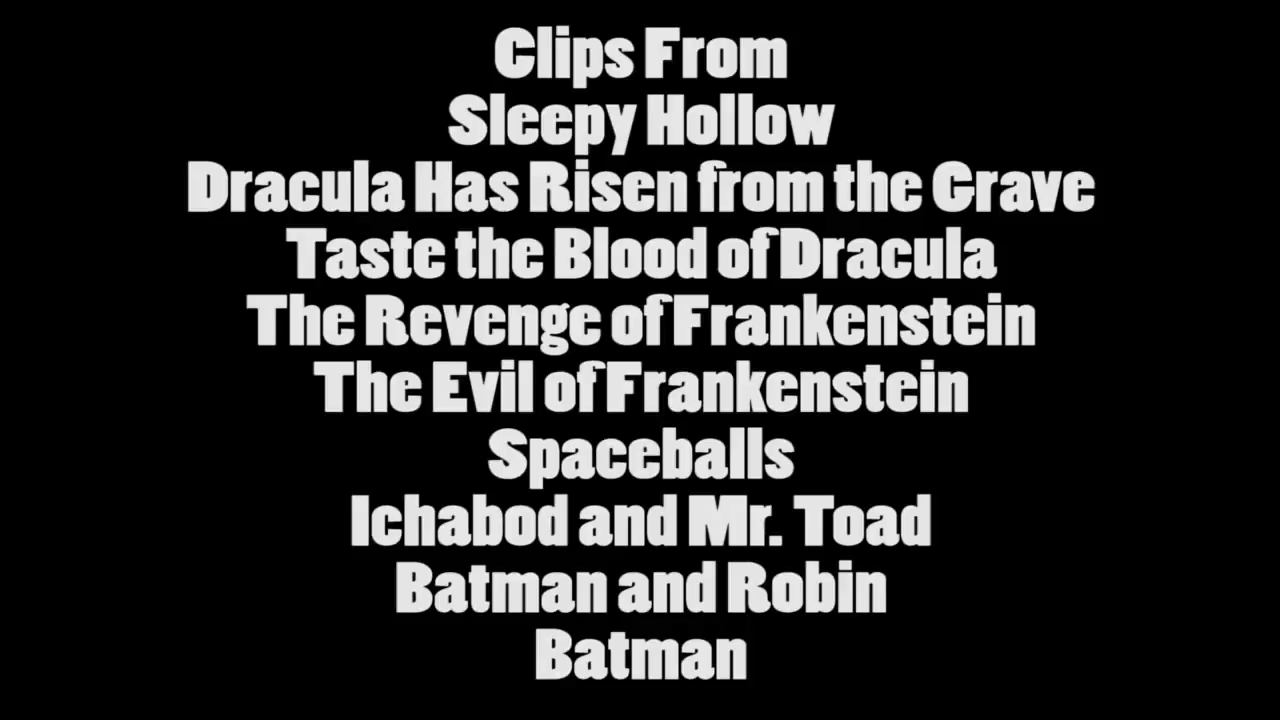 Clips From
Sleepy Hollow
Dracula Has Risen from the Grave
Taste the Blood of Dracula
The Revenge of Frankenstein
The Evil of Frankenstein
Spaceballs
Ichabod and Mr. Toad
Batman and Robin
Batman